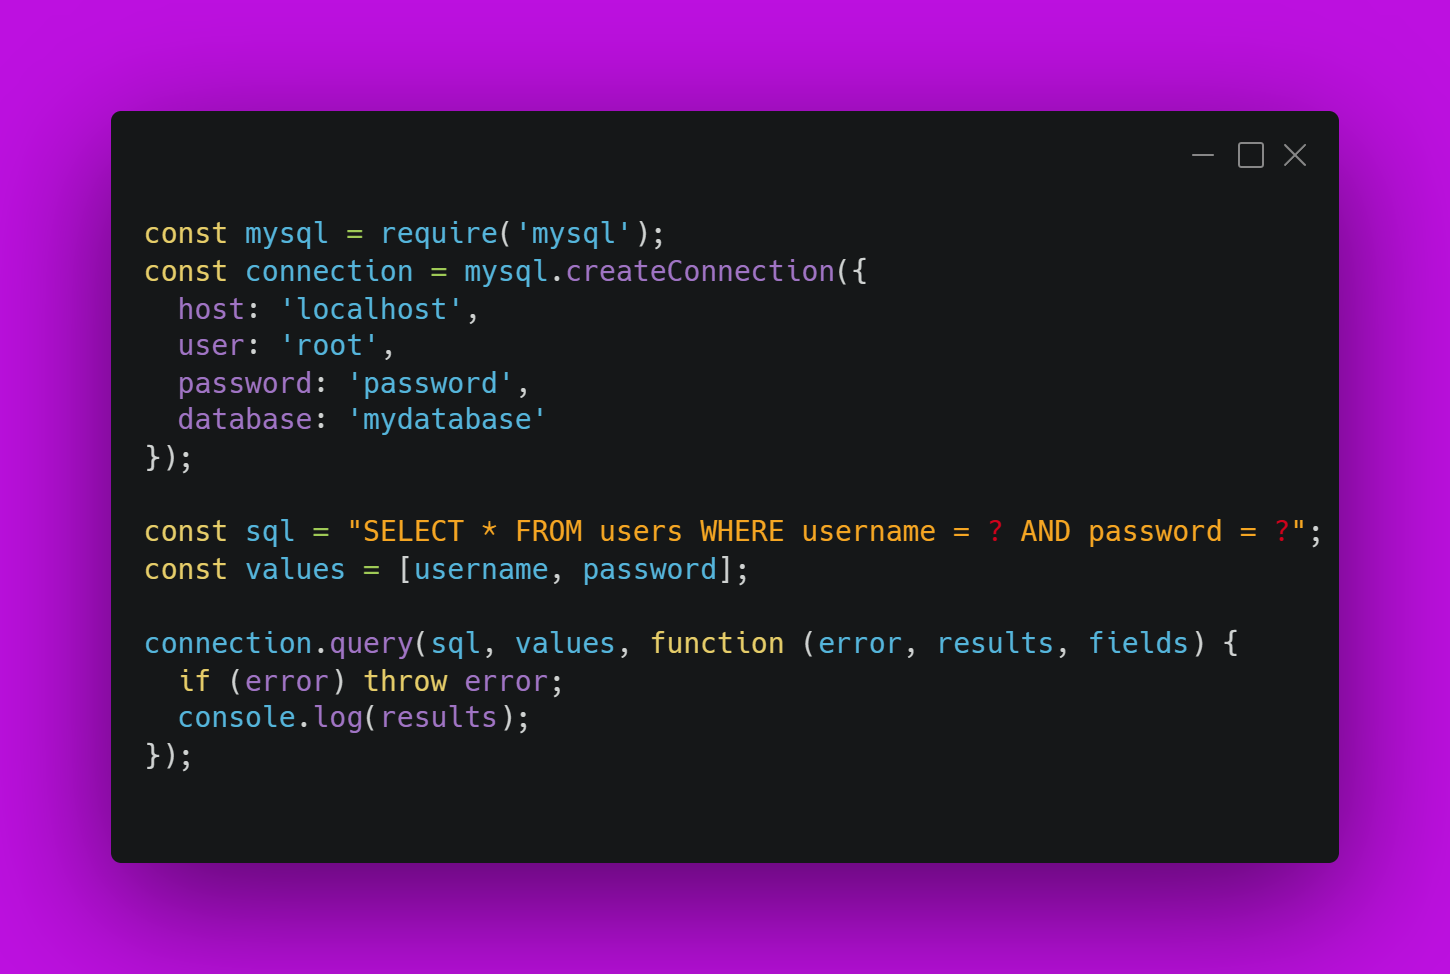 const mysql = require('mysql');
const connection = mysql.createConnection({
  host: 'localhost',
  user: 'root',
  password: 'password',
  database: 'mydatabase'
});

const sql = "SELECT * FROM users WHERE username = ? AND password = ?";
const values = [username, password];

connection.query(sql, values, function (error, results, fields) {
  if (error) throw error;
  console.log(results);
});